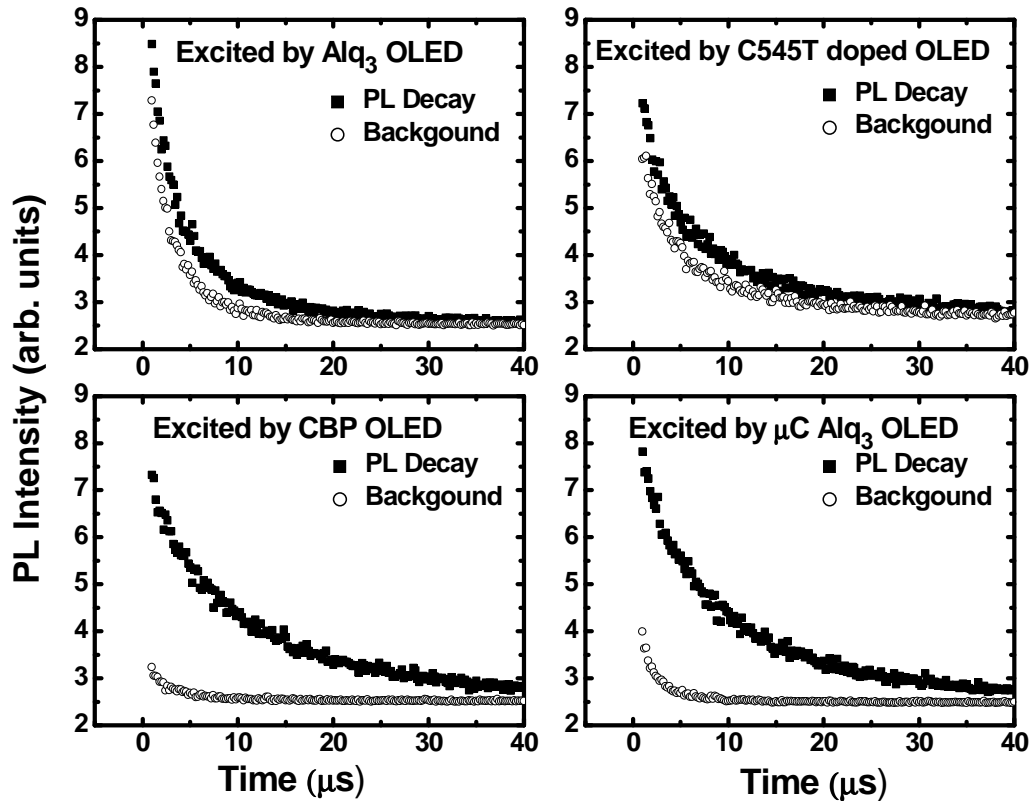 PL Intensity (arb. units)
9
8
7
6
5
4
3
2
Excited by Alq₃ OLED
PL Decay
Backgound
0 10 20 30 40
9
8
7
6
5
4
3
2
Excited by C545T doped OLED
PL Decay
Backgound
0 10 20 30 40
9
8
7
6
5
4
3
2
Excited by CBP OLED
PL Decay
Backgound
0 10 20 30 40
Time (μs)
9
8
7
6
5
4
3
2
Excited by μC Alq₃ OLED
PL Decay
Backgound
0 10 20 30 40
Time (μs)